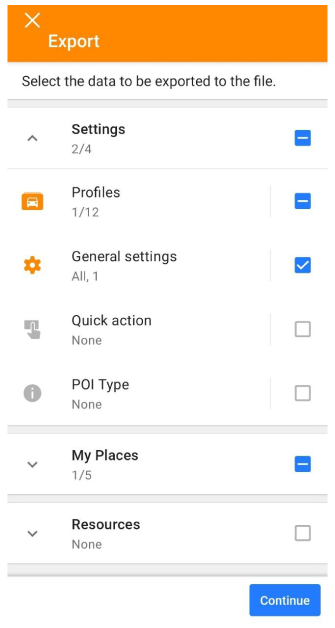 Export
Select the data to be exported to the file.
Settings
2/4
Profiles
1/12
General settings
All, 1
Quick action
None
POI Type
None
My Places
1/5
Resources
None
Continue